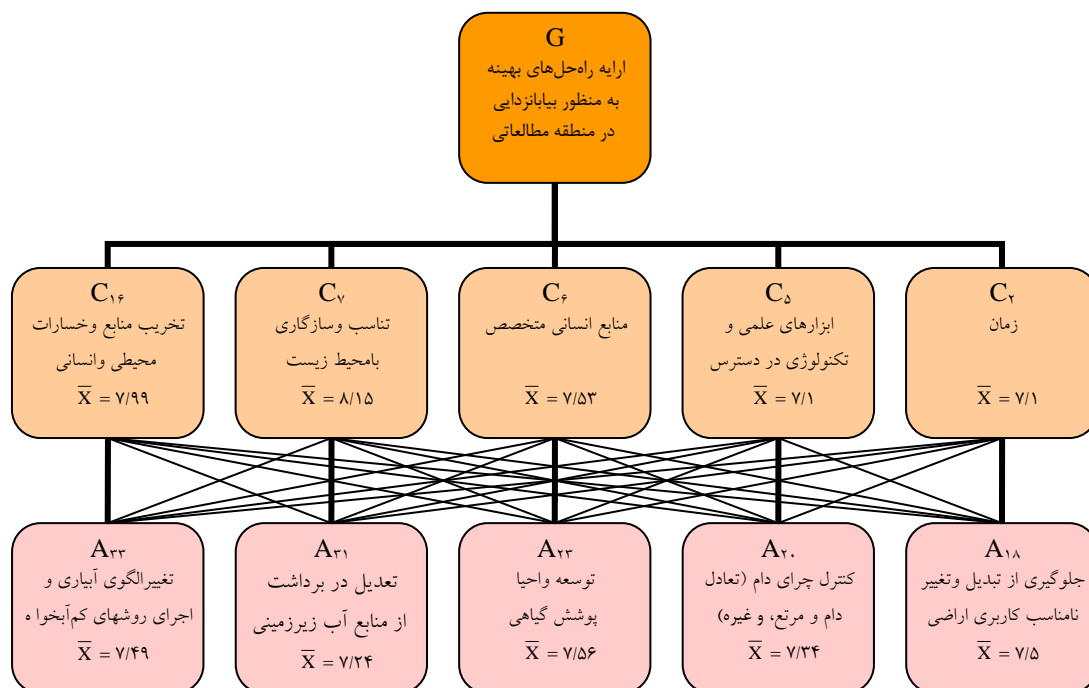 G
ارایه راه‌حل‌های بهینه
به منظور بیابانزدایی
در منطقه مطالعاتی
C۲
زمان
X̅ = ۷/۱
C۵
ابزارهای علمی و
تکنولوژی در دسترس
X̅ = ۷/۱
C۶
منابع انسانی متخصص
X̅ = ۷/۵۳
C۷
تناسب وسازگاری
بامحیط زیست
X̅ = ۸/۱۵
C۱۶
تخریب منابع وخسارات
محیطی وانسانی
X̅ = ۷/۹۹
A۱۸
جلوگیری از تبدیل وتغییر
نامناسب کاربری اراضی
X̅ = ۷/۵
A۲۰
کنترل چرای دام (تعادل
دام و مرتع، و غیره)
X̅ = ۷/۳۴
A۲۳
توسعه واحیا
پوشش گیاهی
X̅ = ۷/۵۶
A۳۱
تعدیل در برداشت
از منابع آب زیرزمینی
X̅ = ۷/۲۴
A۳۳
تغییرالگوی آبیاری و
اجرای روشهای کم‌آبخوا ه
X̅ = ۷/۴۹